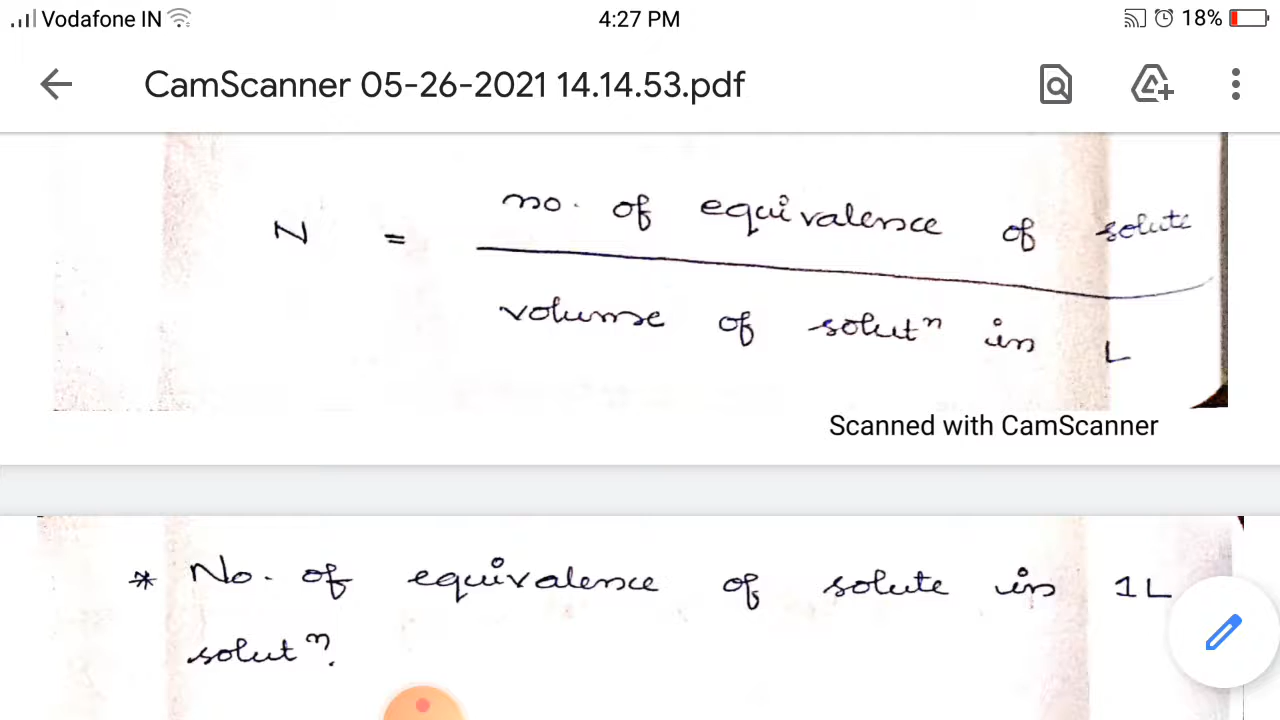 Vodafone IN 4:27 PM 18%
CamScanner 05-26-2021 14.14.53.pdf
N = no. of equivalence of solute
volume of solutⁿ in L
Scanned with CamScanner
* No. of equivalence of solute in 1L
solutⁿ.